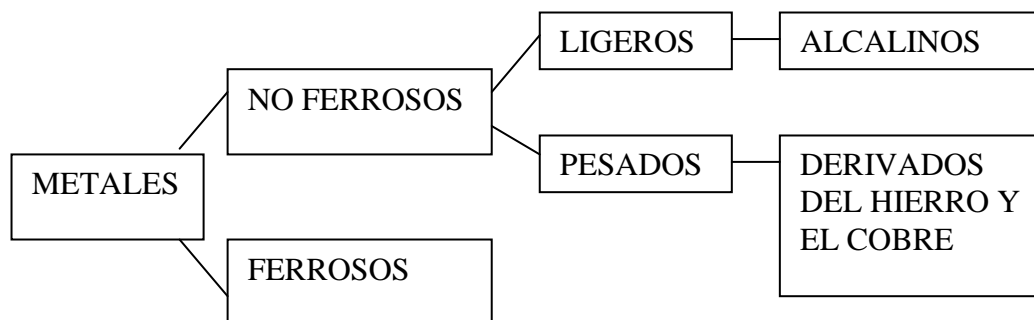 METALES
NO FERROSOS
LIGEROS
ALCALINOS
PESADOS
DERIVADOS
DEL HIERRO Y
EL COBRE
FERROSOS